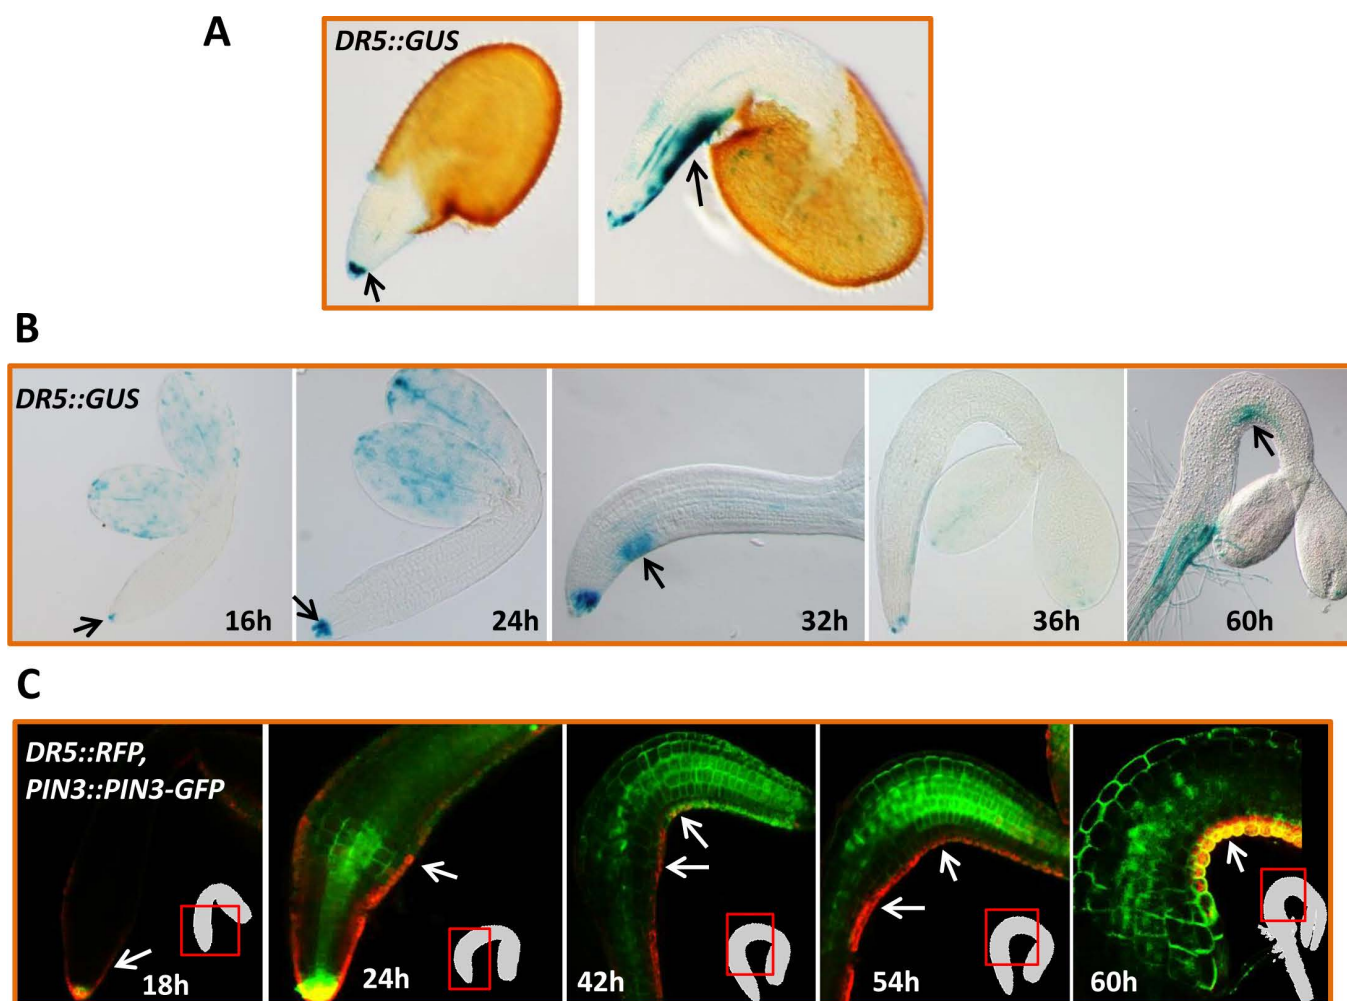 A
DR5::GUS
B
DR5::GUS
16h
24h
32h
36h
60h
C
DR5::RFP,
PIN3::PIN3-GFP
18h
24h
42h
54h
60h